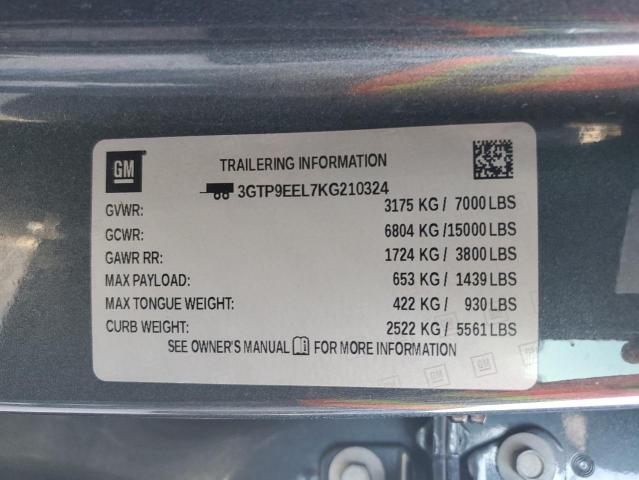 GM
TRAILERING INFORMATION
3GTP9EEL7KG210324
GVWR: 3175 KG / 7000 LBS
GCWR: 6804 KG /15000 LBS
GAWR RR: 1724 KG / 3800 LBS
MAX PAYLOAD: 653 KG / 1439 LBS
MAX TONGUE WEIGHT: 422 KG / 930 LBS
CURB WEIGHT: 2522 KG / 5561 LBS
SEE OWNER'S MANUAL FOR MORE INFORMATION